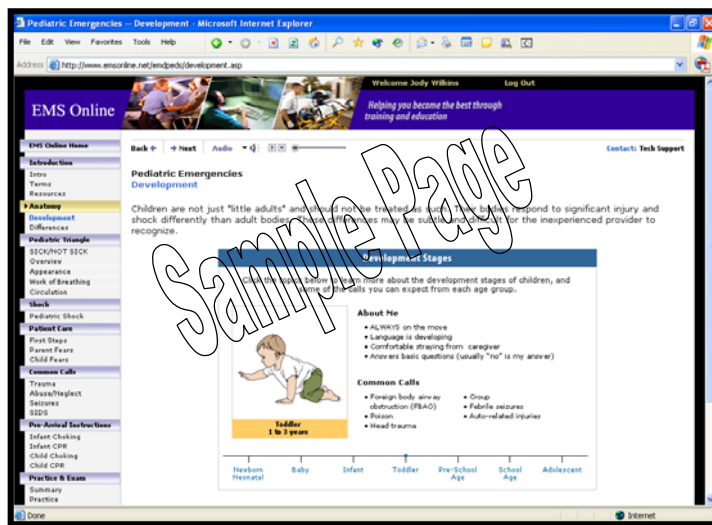 Pediatric Emergencies — Development - Microsoft Internet Explorer
File Edit View Favorites Tools Help
Address http://www.emsonline.net/emdpeds/development.asp
Welcome Jody Wilkins Log Out
EMS Online
Helping you become the best through
training and education
EMS Online Home
Introduction
Intro
Terms
Resources
Anatomy
Development
Differences
Pediatric Triangle
SICK/NOT SICK
Overview
Appearance
Work of Breathing
Circulation
Shock
Pediatric Shock
Patient Care
First Steps
Parent Fears
Child Fears
Common Calls
Trauma
Abuse/Neglect
Seizures
SIDS
Pre-Arrival Instructions
Infant Choking
Infant CPR
Child Choking
Child CPR
Practice & Exam
Summary
Practice
Back Next Audio
Contact: Tech Support
Pediatric Emergencies
Development
Children are not just "little adults" and should not be treated as such. Their bodies respond to significant injury and
shock differently than adult bodies. These differences may be subtle and difficult for the inexperienced provider to
recognize.
Sample Page
Development Stages
Click the topics below to learn more about the development stages of children, and
some of the calls you can expect from each age group.
Toddler
1 to 3 years
About Me
• ALWAYS on the move
• Language is developing
• Comfortable straying from caregiver
• Answers basic questions (usually "no" is my answer)
Common Calls
• Foreign body airway
obstruction (FBAO)
• Poison
• Head trauma
• Croup
• Febrile seizures
• Auto-related injuries
Newborn
Neonatal
Baby
Infant
Toddler
Pre-School
Age
School
Age
Adolescent
Done
Internet